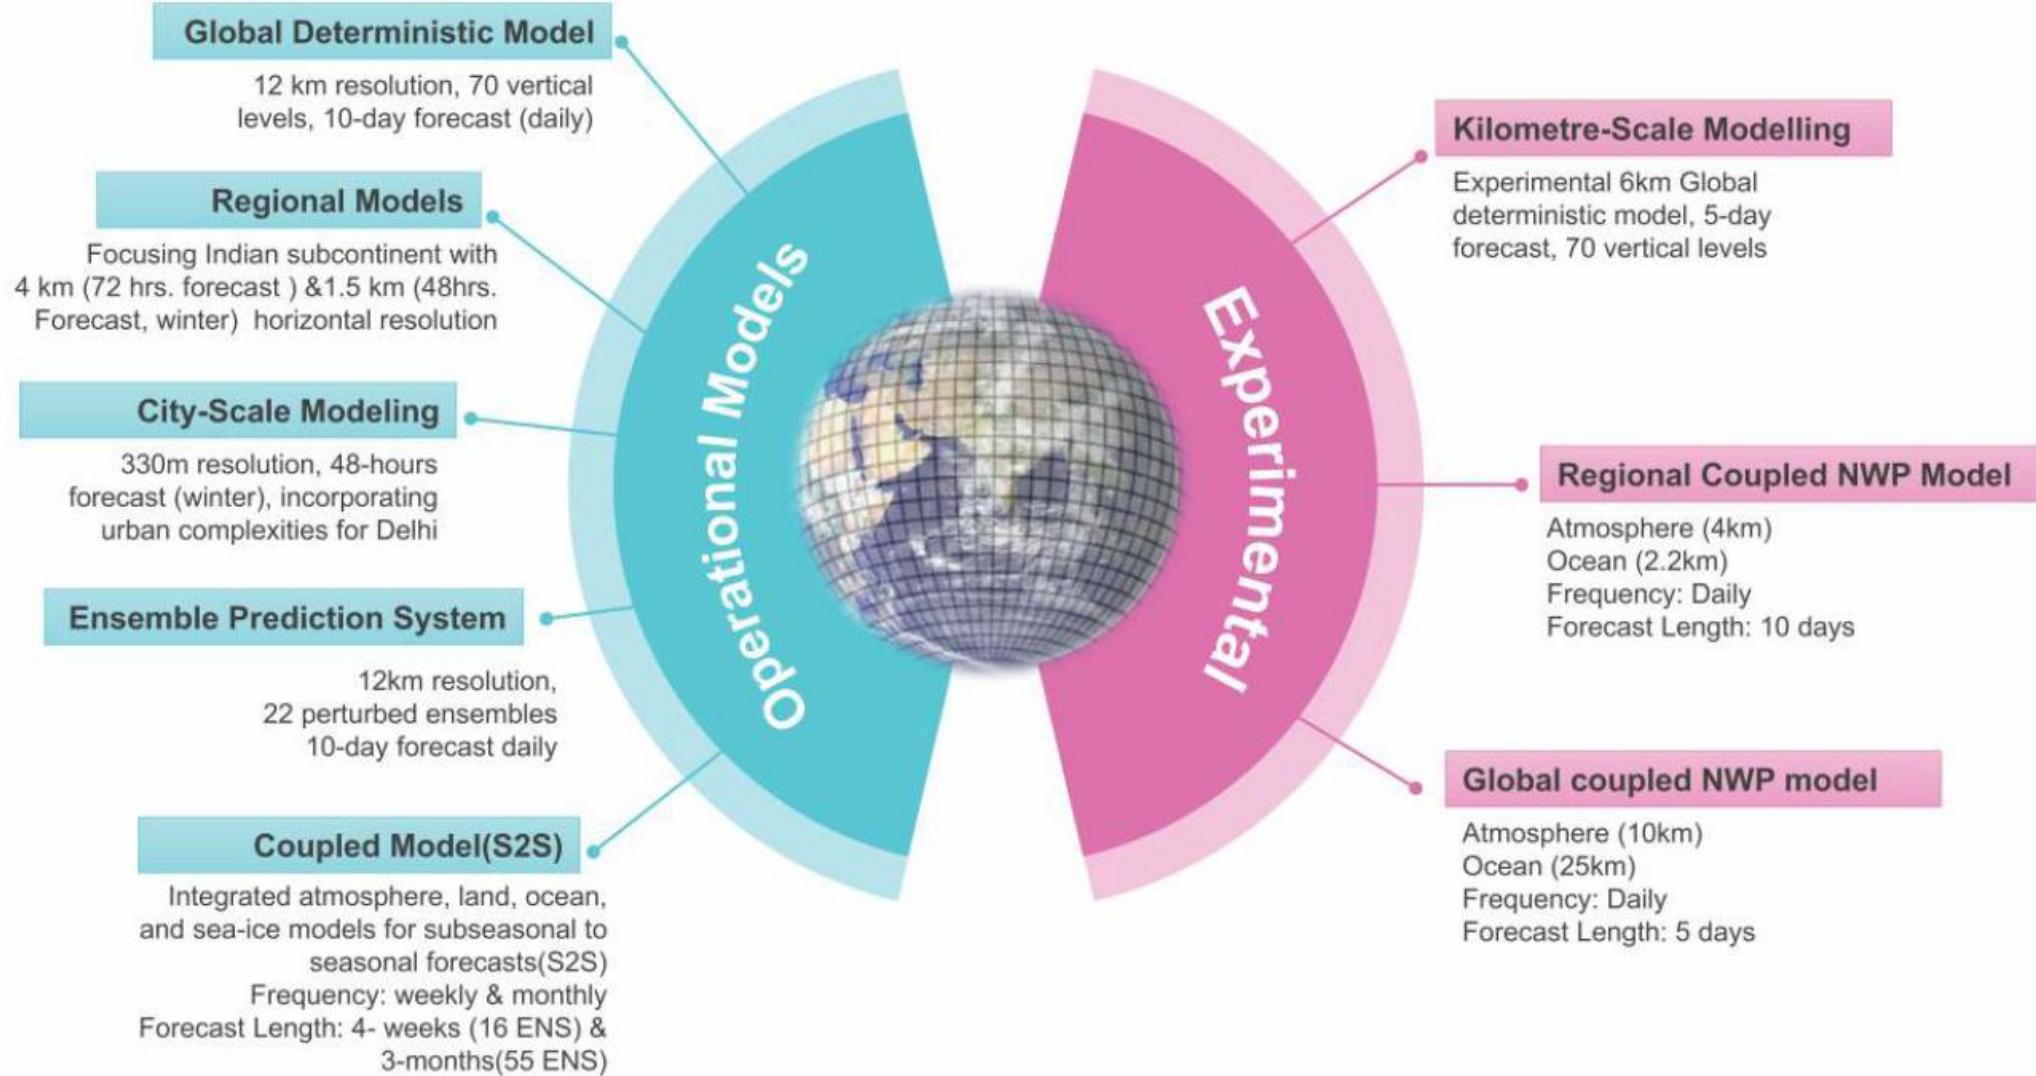 Global Deterministic Model
12 km resolution, 70 vertical
levels, 10-day forecast (daily)
Regional Models
Focusing Indian subcontinent with
4 km (72 hrs. forecast ) &1.5 km (48hrs.
Forecast, winter) horizontal resolution
City-Scale Modeling
330m resolution, 48-hours
forecast (winter), incorporating
urban complexities for Delhi
Ensemble Prediction System
12km resolution,
22 perturbed ensembles
10-day forecast daily
Coupled Model(S2S)
Integrated atmosphere, land, ocean,
and sea-ice models for subseasonal to
seasonal forecasts(S2S)
Frequency: weekly & monthly
Forecast Length: 4- weeks (16 ENS) &
3-months(55 ENS)
Operational Models
Experimental
Kilometre-Scale Modelling
Experimental 6km Global
deterministic model, 5-day
forecast, 70 vertical levels
Regional Coupled NWP Model
Atmosphere (4km)
Ocean (2.2km)
Frequency: Daily
Forecast Length: 10 days
Global coupled NWP model
Atmosphere (10km)
Ocean (25km)
Frequency: Daily
Forecast Length: 5 days